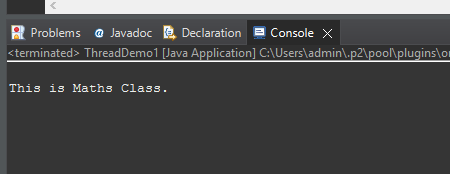 Problems Javadoc Declaration Console
<terminated> ThreadDemo1 [Java Application] C:\Users\admin\.p2\pool\plugins\or
This is Maths Class.